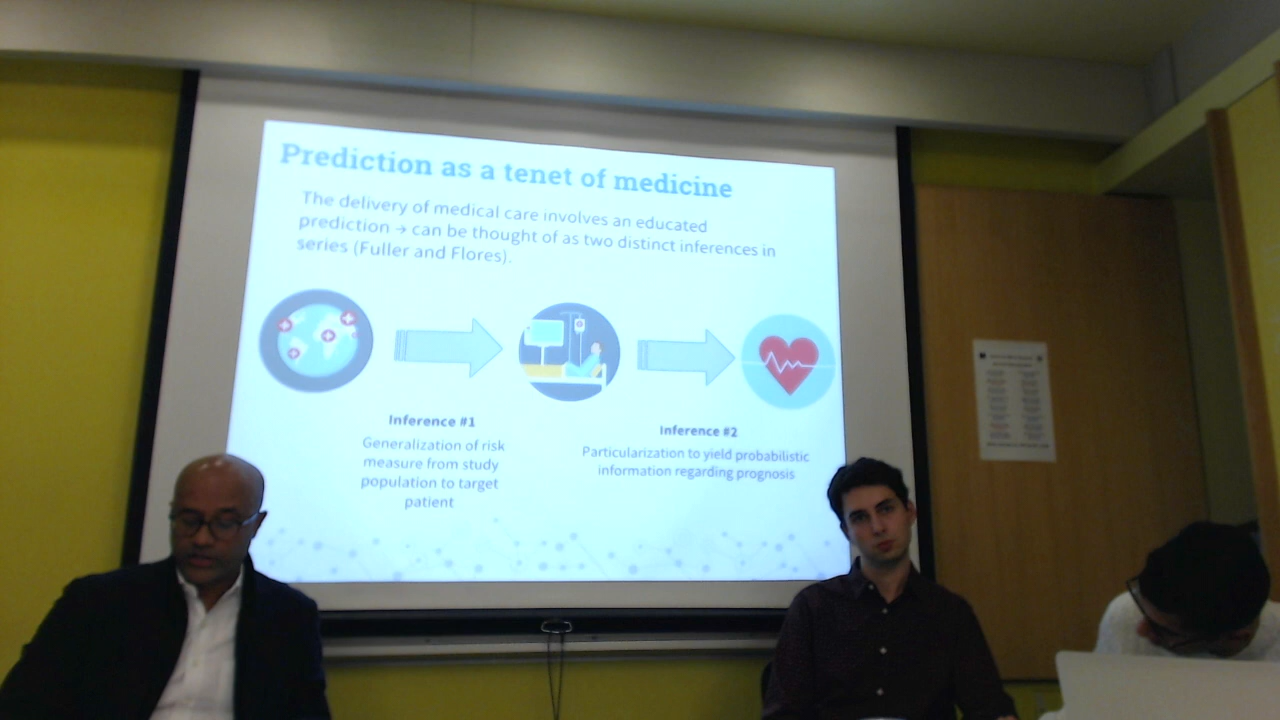 Prediction as a tenet of medicine
The delivery of medical care involves an educated
prediction → can be thought of as two distinct inferences in
series (Fuller and Flores).
Inference #1
Generalization of risk
measure from study
population to target
patient
Inference #2
Particularization to yield probabilistic
information regarding prognosis